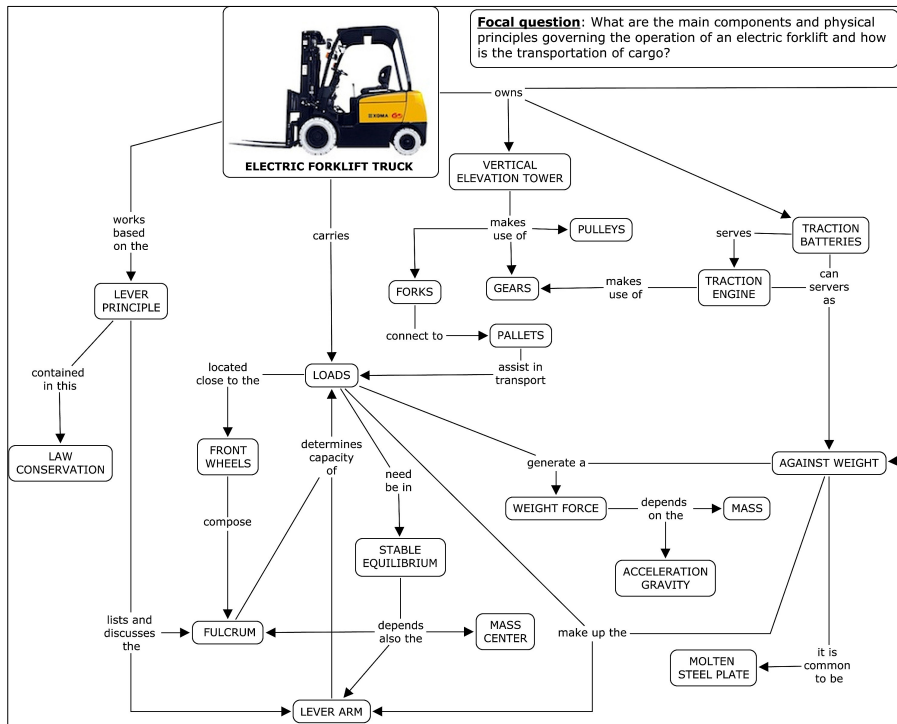 Focal question: What are the main components and physical
principles governing the operation of an electric forklift and how
is the transportation of cargo?
ELECTRIC FORKLIFT TRUCK
owns
VERTICAL
ELEVATION TOWER
works
based
on the
carries
makes
use of
PULLEYS
serves
TRACTION
BATTERIES
LEVER
PRINCIPLE
FORKS
GEARS
makes
use of
TRACTION
ENGINE
can
servers
as
connect to
PALLETS
contained
in this
located
close to the
LOADS
assist in
transport
LAW
CONSERVATION
FRONT
WHEELS
determines
capacity
of
need
be in
generate a
AGAINST WEIGHT
WEIGHT FORCE
depends
on the
MASS
compose
STABLE
EQUILIBRIUM
ACCELERATION
GRAVITY
lists and
discusses
the
FULCRUM
depends
also the
MASS
CENTER
make up the
MOLTEN
STEEL PLATE
it is
common
to be
LEVER ARM